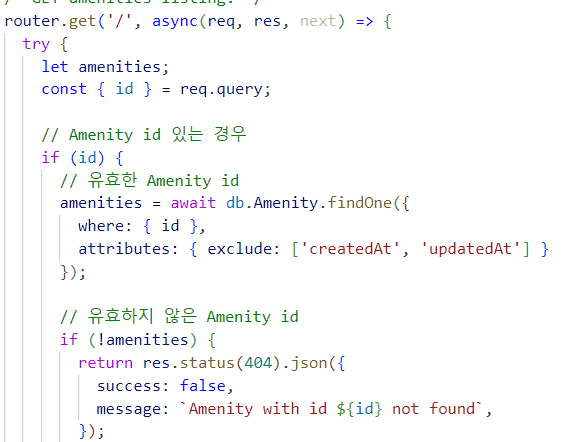 router.get('/', async(req, res, next) => {
try {
let amenities;
const { id } = req.query;
// Amenity id 있는 경우
if (id) {
// 유효한 Amenity id
amenities = await db.Amenity.findOne({
where: { id },
attributes: { exclude: ['createdAt', 'updatedAt'] }
});
// 유효하지 않은 Amenity id
if (!amenities) {
return res.status(404).json({
success: false,
message: `Amenity with id ${id} not found`,
});